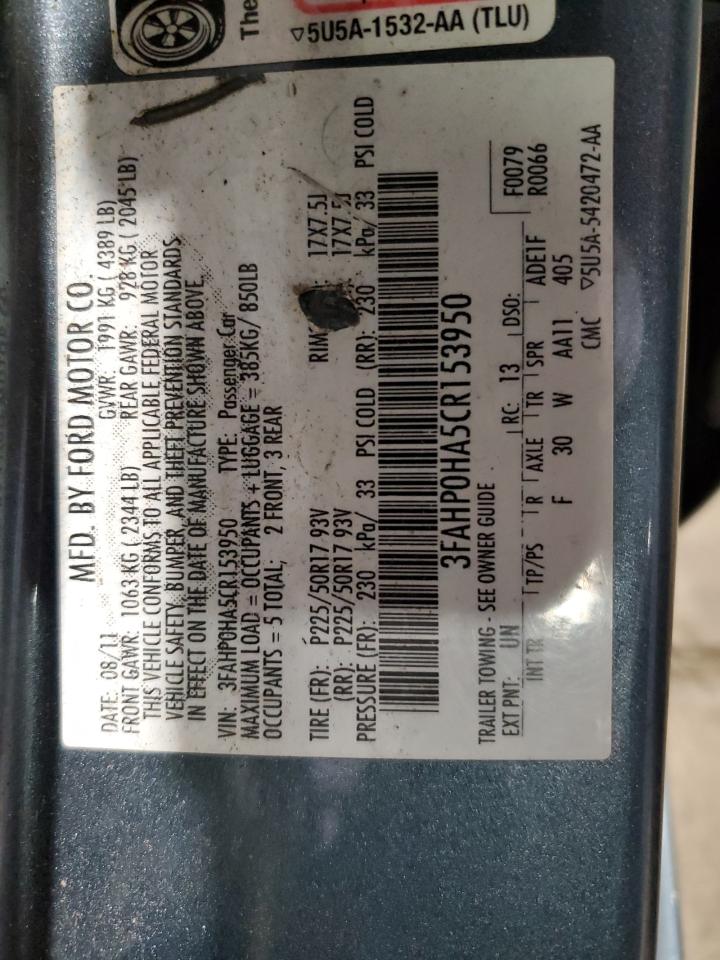 The
▽5U5A-1532-AA (TLU)
MFD. BY FORD MOTOR CO.
DATE: 08/11 GVWR: 1991 KG ( 4389 LB)
FRONT GAWR: 1063 KG ( 2344 LB) REAR GAWR: 928 KG ( 2045 LB)
THIS VEHICLE CONFORMS TO ALL APPLICABLE FEDERAL MOTOR
VEHICLE SAFETY, BUMPER, AND THEFT PREVENTION STANDARDS
IN EFFECT ON THE DATE OF MANUFACTURE SHOWN ABOVE.
VIN: 3FAHP0HA5CR153950 TYPE: Passenger Car
MAXIMUM LOAD = OCCUPANTS + LUGGAGE = 385KG/ 850LB
OCCUPANTS = 5 TOTAL; 2 FRONT, 3 REAR
TIRE (FR): P225/50R17 93V RIM 17X7.5J
(RR): P225/50R17 93V 17X7.5J
PRESSURE (FR): 230 kPa/ 33 PSI COLD (RR): 230 kPa/ 33 PSI COLD
3FAHP0HA5CR153950
TRAILER TOWING - SEE OWNER GUIDE F0079
EXT PNT: UN RC: 13 DSO: R0066
INT TR TP/PS R AXLE TR SPR ADE1F
F 30 W AA11 405
CMC ▽5U5A-5420472-AA